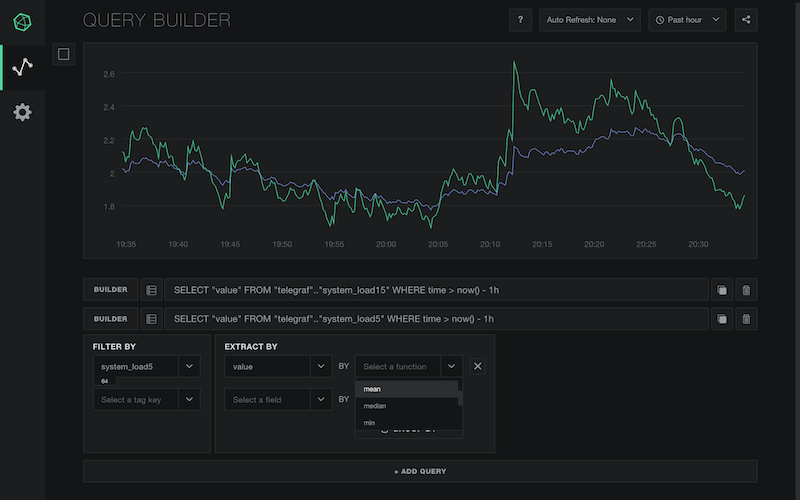 QUERY BUILDER
?
Auto Refresh: None
Past hour
2.6
2.4
2.2
2
1.8
19:35 19:40 19:45 19:50 19:55 20:00 20:05 20:10 20:15 20:20 20:25 20:30
BUILDER SELECT "value" FROM "telegraf".."system_load15" WHERE time > now() - 1h
BUILDER SELECT "value" FROM "telegraf".."system_load5" WHERE time > now() - 1h
FILTER BY
system_load5
64
Select a tag key
EXTRACT BY
value BY Select a function
Select a field BY
mean
median
min
+ ADD QUERY